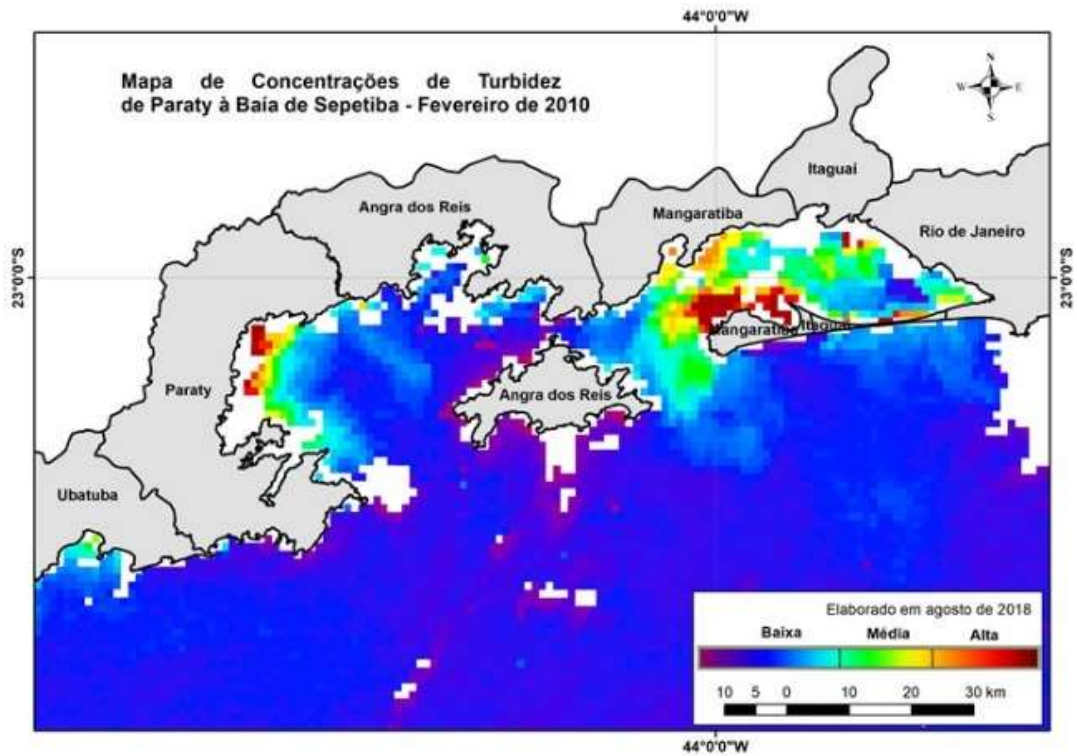 44°0'0"W
Mapa de Concentrações de Turbidez
de Paraty à Baía de Sepetiba - Fevereiro de 2010
N
W E
S
Itaguaí
Angra dos Reis
Mangaratiba
Rio de Janeiro
23°0'0"S
23°0'0"S
Mangaratiba
Itaguaí
Paraty
Angra dos Reis
Ubatuba
Elaborado em agosto de 2018
Baixa Média Alta
10 5 0 10 20 30 km
44°0'0"W